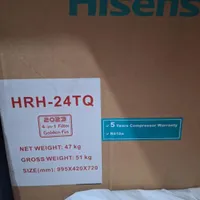 Hisens
HRH-24TQ
2023
4-in-1 Filter
Golden Fin
5 Years Compressor Warranty
NET WEIGHT: 47 kg
GROSS WEIGHT: 51 kg
SIZE(mm): 995X420X720